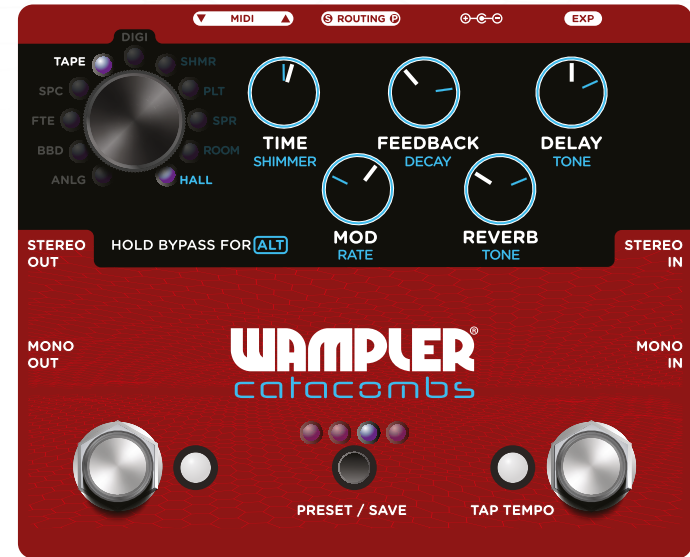 MIDI
S ROUTING P
EXP
DIGI
TAPE
SHMR
SPC
PLT
FTE
SPR
BBD
ROOM
ANLG
HALL
TIME
SHIMMER
FEEDBACK
DECAY
DELAY
TONE
MOD
RATE
REVERB
TONE
HOLD BYPASS FOR ALT
STEREO
OUT
STEREO
IN
MONO
OUT
MONO
IN
WAMPLER®
catacombs
PRESET / SAVE
TAP TEMPO